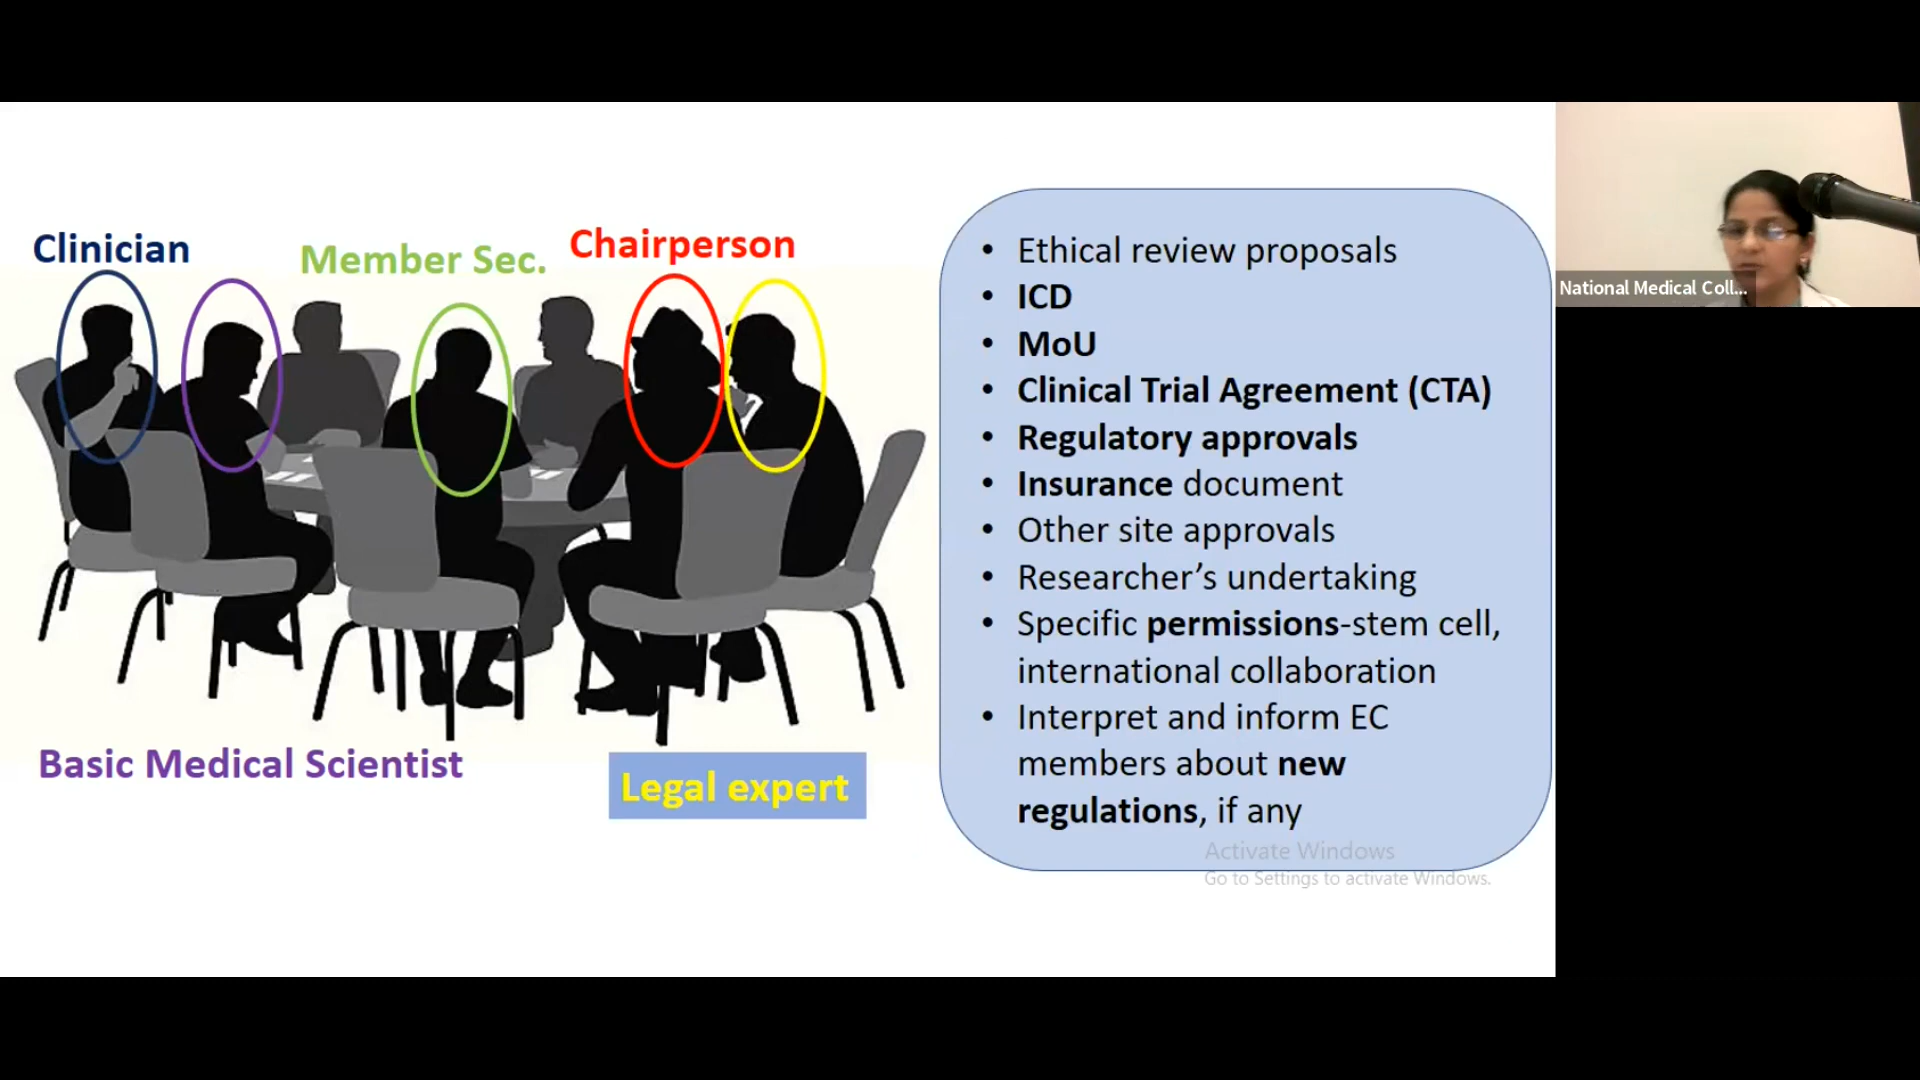 Clinician
Member Sec.
Chairperson
Basic Medical Scientist
Legal expert
• Ethical review proposals
• ICD
• MoU
• Clinical Trial Agreement (CTA)
• Regulatory approvals
• Insurance document
• Other site approvals
• Researcher’s undertaking
• Specific permissions-stem cell,
international collaboration
• Interpret and inform EC
members about new
regulations, if any
Activate Windows
Go to Settings to activate Windows.
National Medical Coll...